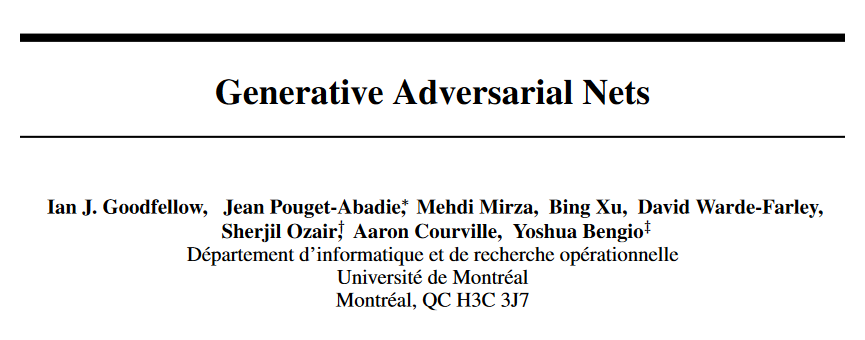 Generative Adversarial Nets
Ian J. Goodfellow, Jean Pouget-Abadie,* Mehdi Mirza, Bing Xu, David Warde-Farley,
Sherjil Ozair,† Aaron Courville, Yoshua Bengio‡
Département d'informatique et de recherche opérationnelle
Université de Montréal
Montréal, QC H3C 3J7